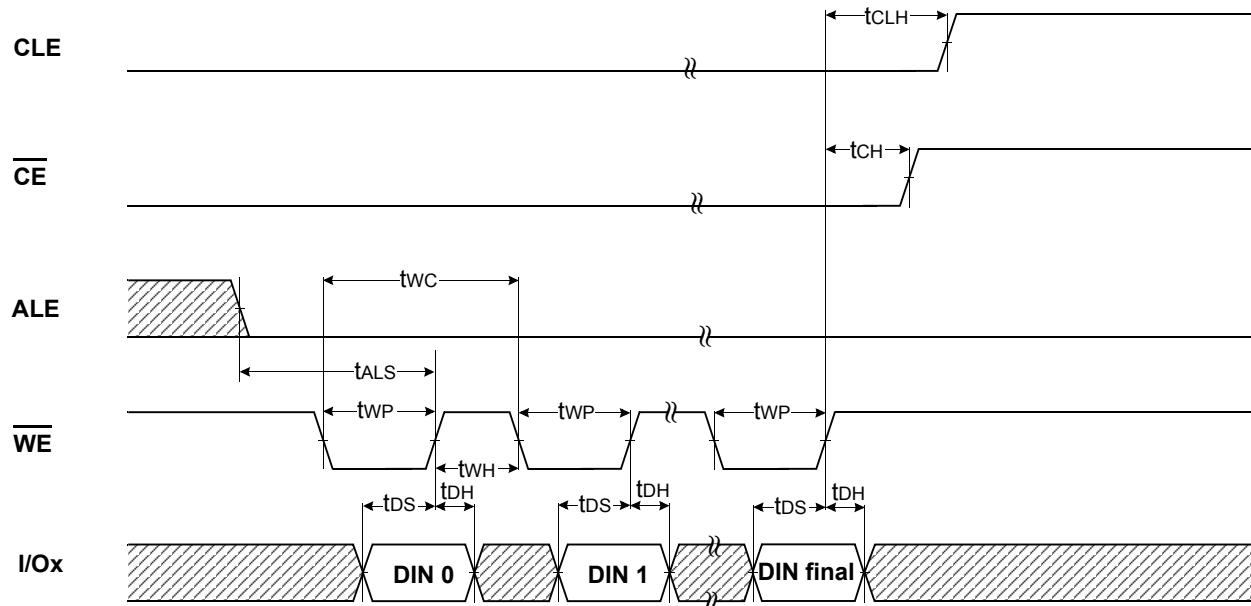 tCLH
CLE
tCH
CE
tWC
ALE
tALS
tWP tWP tWP
WE
tWH
tDS tDH tDS tDH tDS tDH
I/Ox DIN 0 DIN 1 DIN final